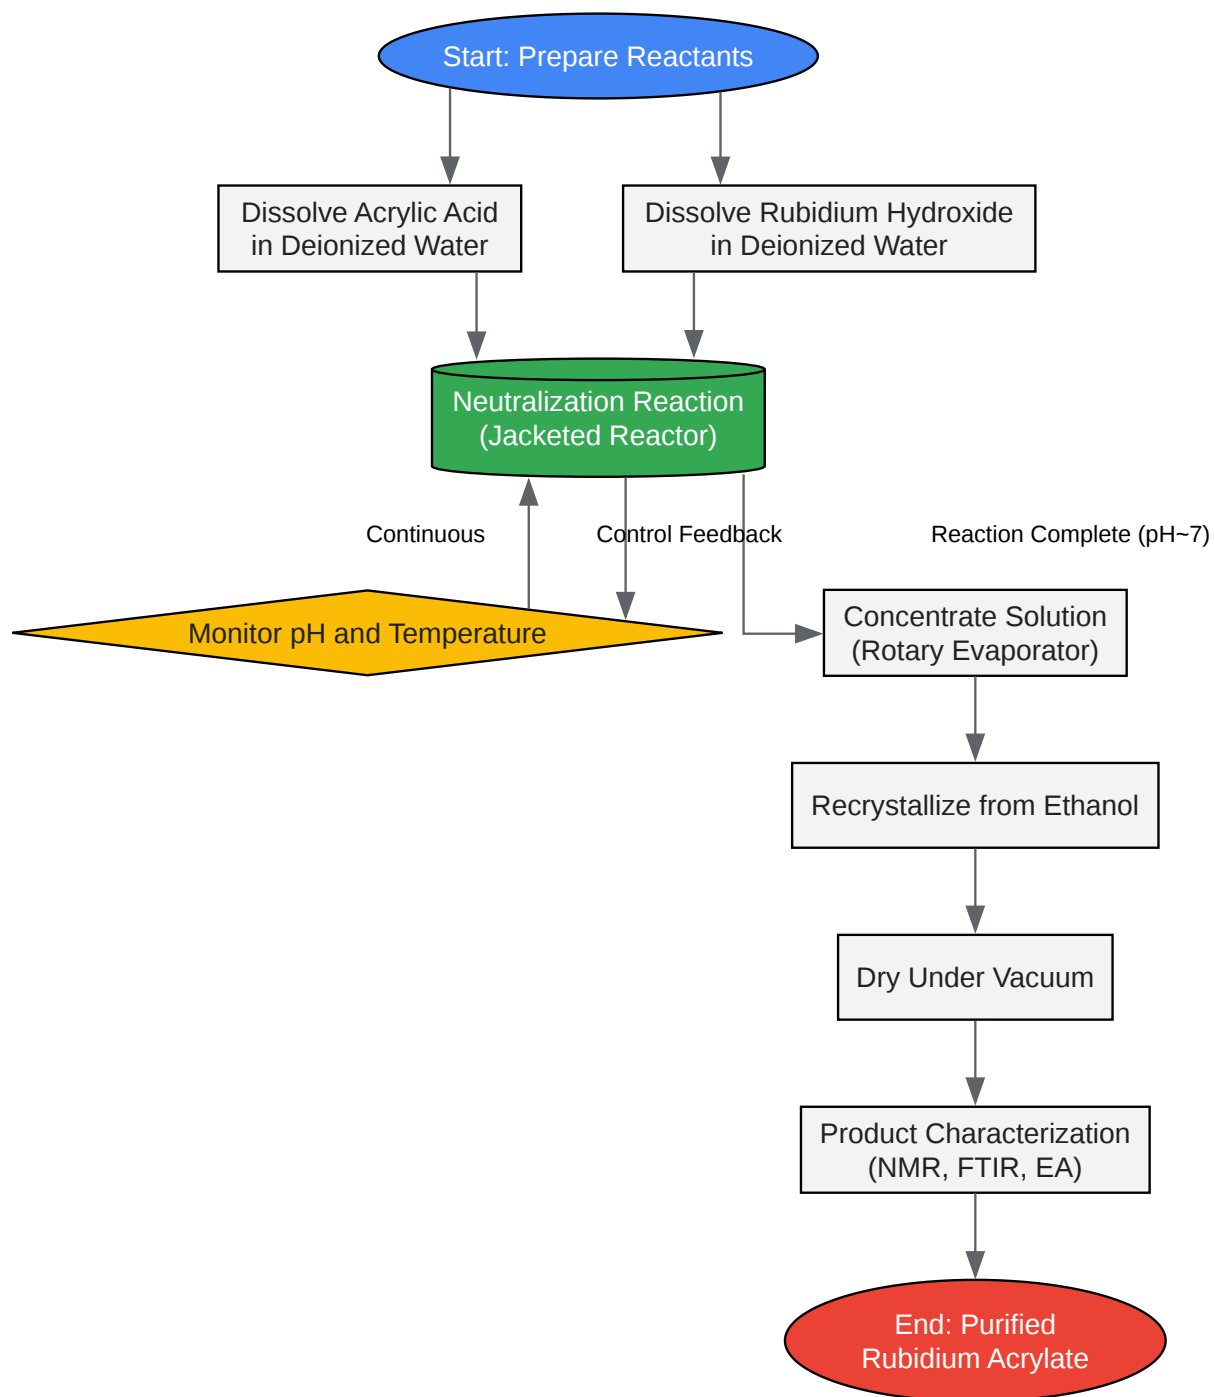 Start: Prepare Reactants
Dissolve Acrylic Acid
in Deionized Water
Dissolve Rubidium Hydroxide
in Deionized Water
Neutralization Reaction
(Jacketed Reactor)
Continuous
Control Feedback
Reaction Complete (pH~7)
Monitor pH and Temperature
Concentrate Solution
(Rotary Evaporator)
Recrystallize from Ethanol
Dry Under Vacuum
Product Characterization
(NMR, FTIR, EA)
End: Purified
Rubidium Acrylate